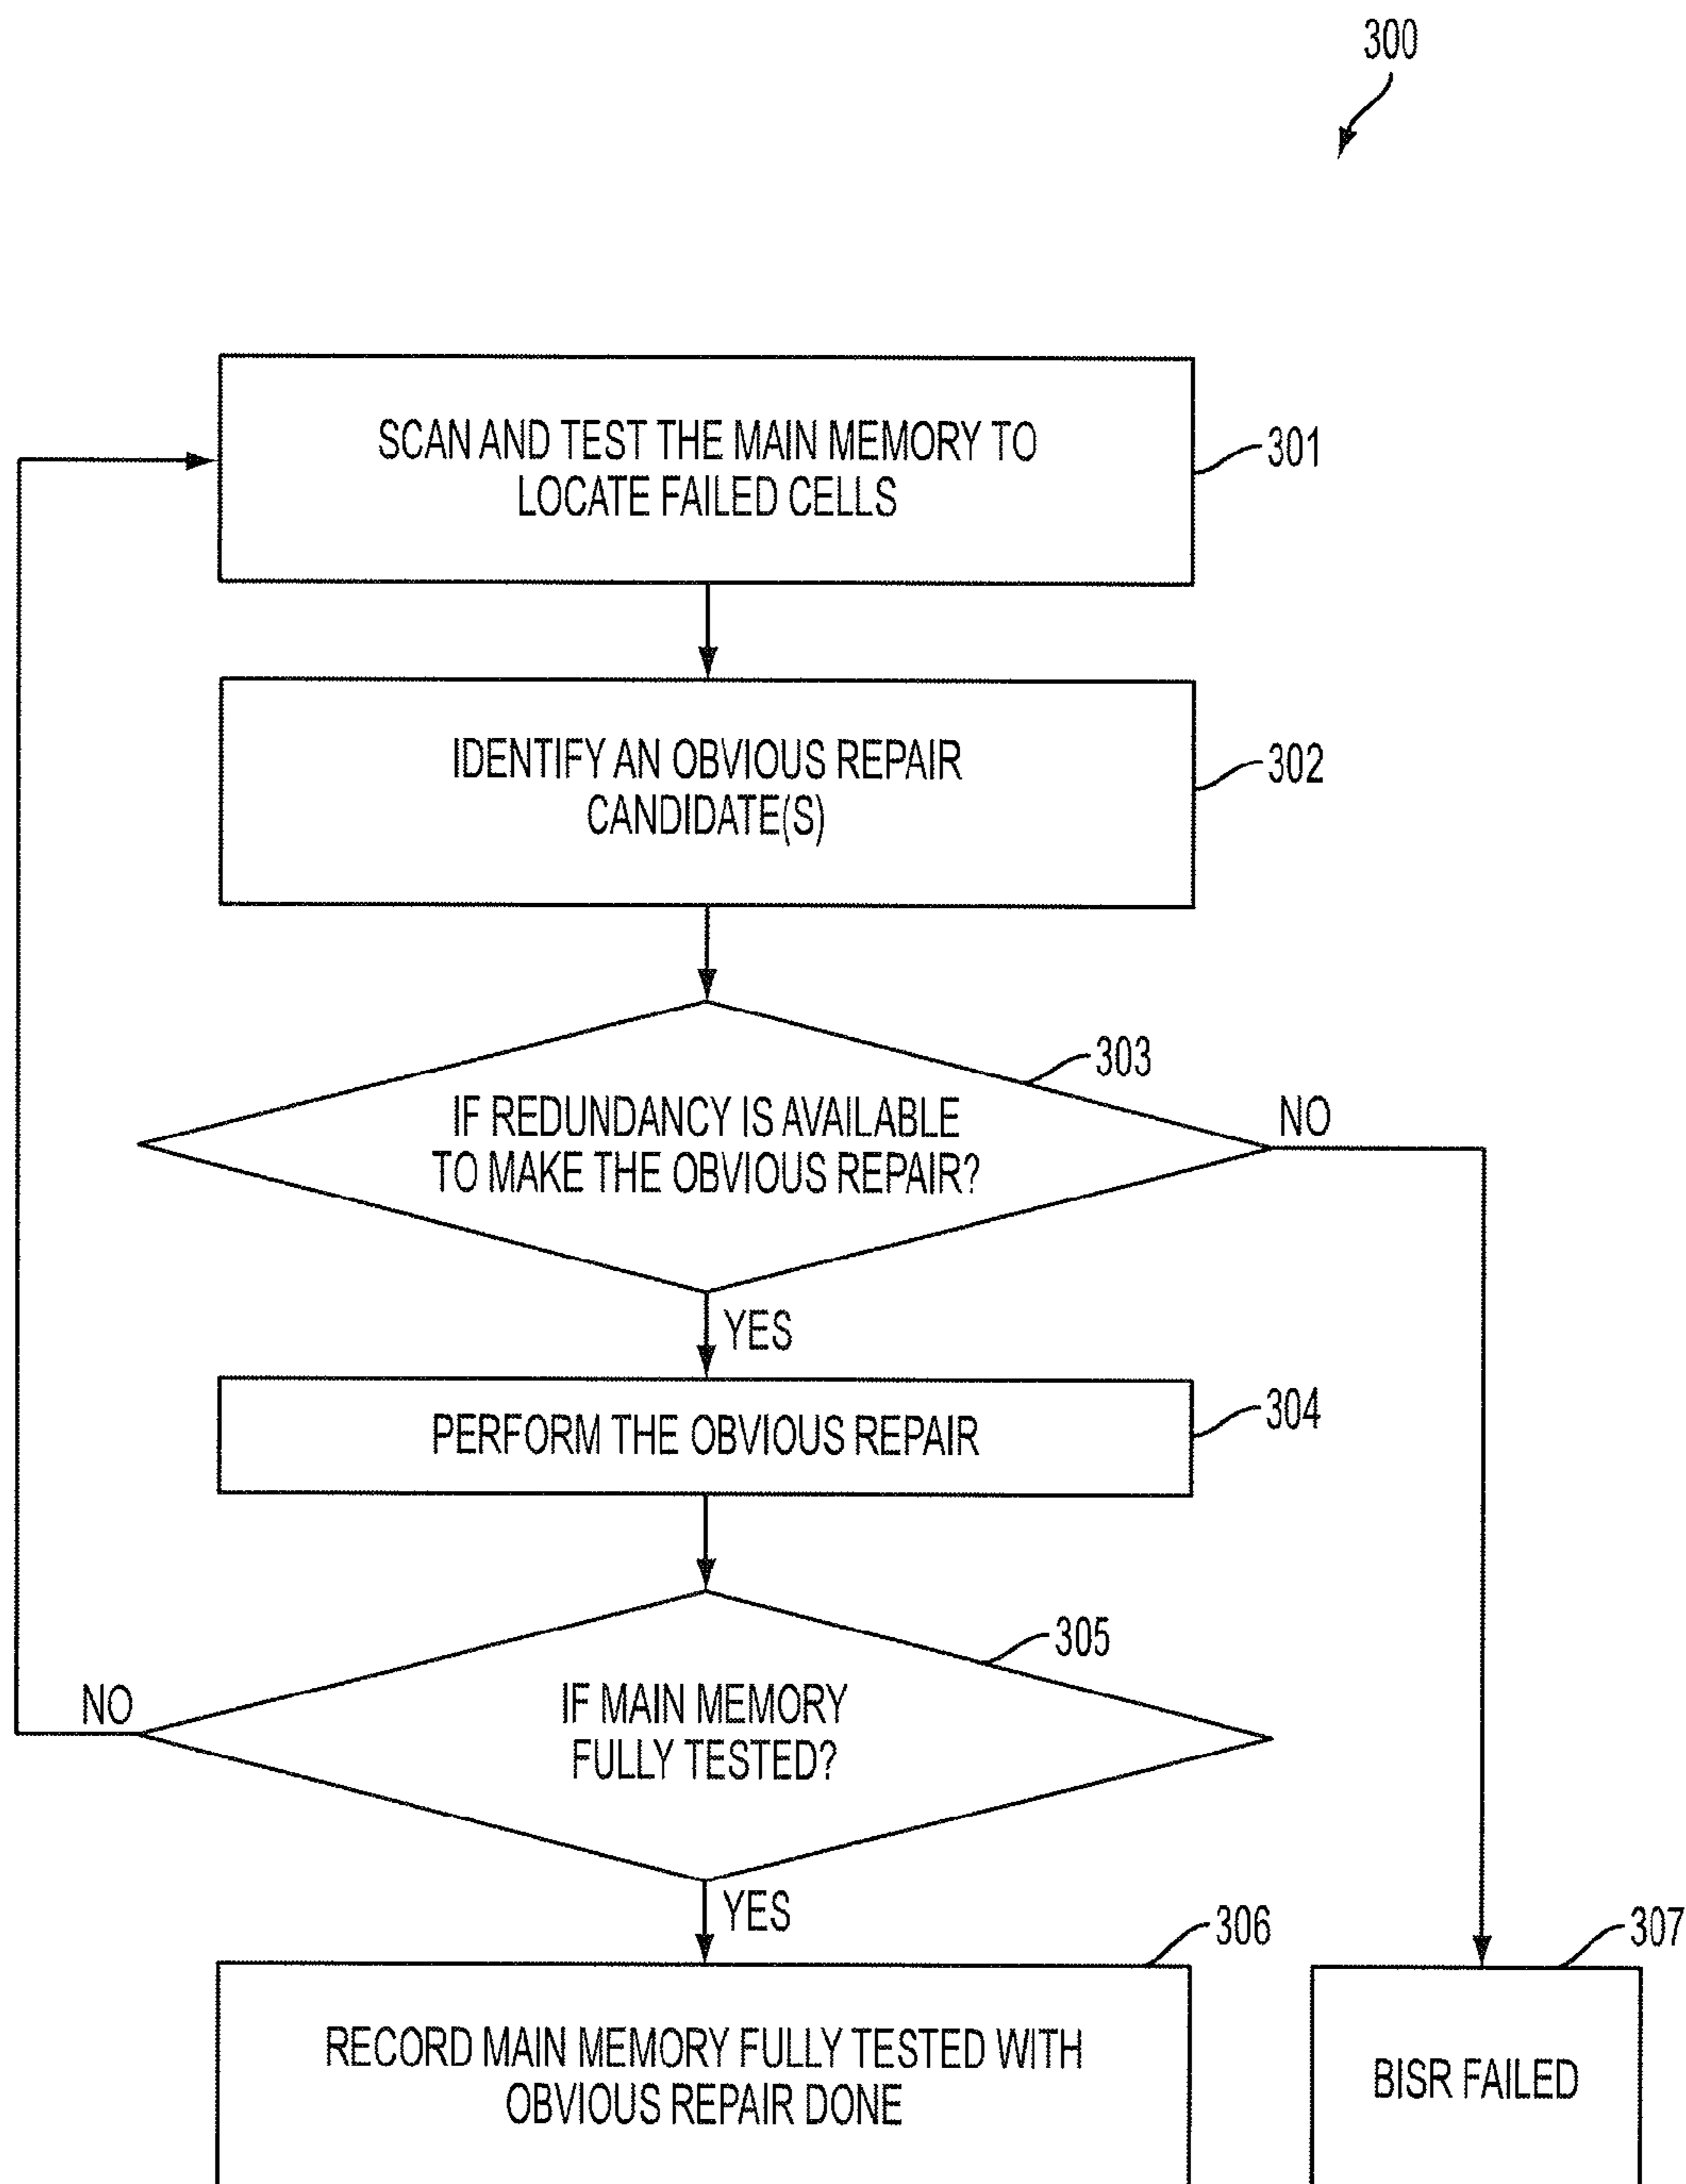 300
SCAN AND TEST THE MAIN MEMORY TO
LOCATE FAILED CELLS
301
IDENTIFY AN OBVIOUS REPAIR
CANDIDATE(S)
302
303
IF REDUNDANCY IS AVAILABLE
TO MAKE THE OBVIOUS REPAIR?
NO
YES
PERFORM THE OBVIOUS REPAIR
304
305
IF MAIN MEMORY
FULLY TESTED?
NO
YES
306
RECORD MAIN MEMORY FULLY TESTED WITH
OBVIOUS REPAIR DONE
307
BISR FAILED